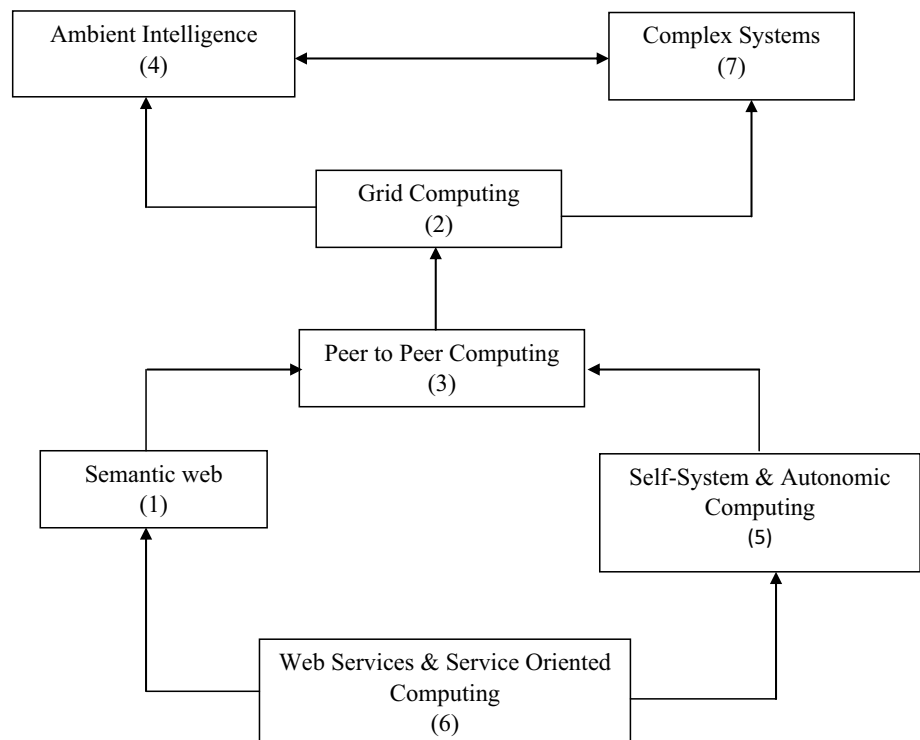 Ambient Intelligence
(4)
Complex Systems
(7)
Grid Computing
(2)
Peer to Peer Computing
(3)
Semantic web
(1)
Self-System & Autonomic
Computing
(5)
Web Services & Service Oriented
Computing
(6)